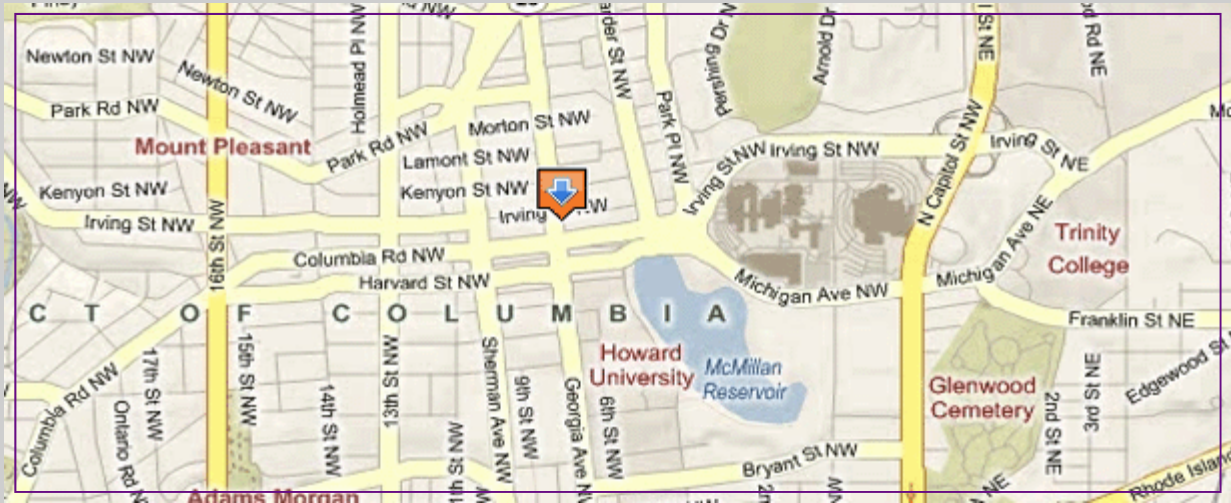 Newton St NW
Newton St NW
Holmead Pl NW
Park Pl NW
Pershing Dr N
Arnold Dr
Park Rd NW
Park Rd NW
Morton St NW
Mount Pleasant
Lamont St NW
Kenyon St NW
Kenyon St NW
Irving St NW
Irving St NW
Irving St NW
Irving St NE
N Capitol St NW
Irving St NW
16th St NW
Columbia Rd NW
Harvard St NW
Michigan Ave NW
Michigan Ave NE
Trinity
College
C T O F C O L U M B I A
Franklin St NE
Howard
University
McMillan
Reservoir
Glenwood
Cemetery
Columbia Rd NW
17th St NW
Ontario Rd N
15th St NW
14th St NW
13th St NW
Sherman Ave NW
9th St NW
Georgia Ave N
6th St NW
2nd St NE
3rd St NE
Edgewood St
Bryant St NW
Adams Morgan
Rhode Island